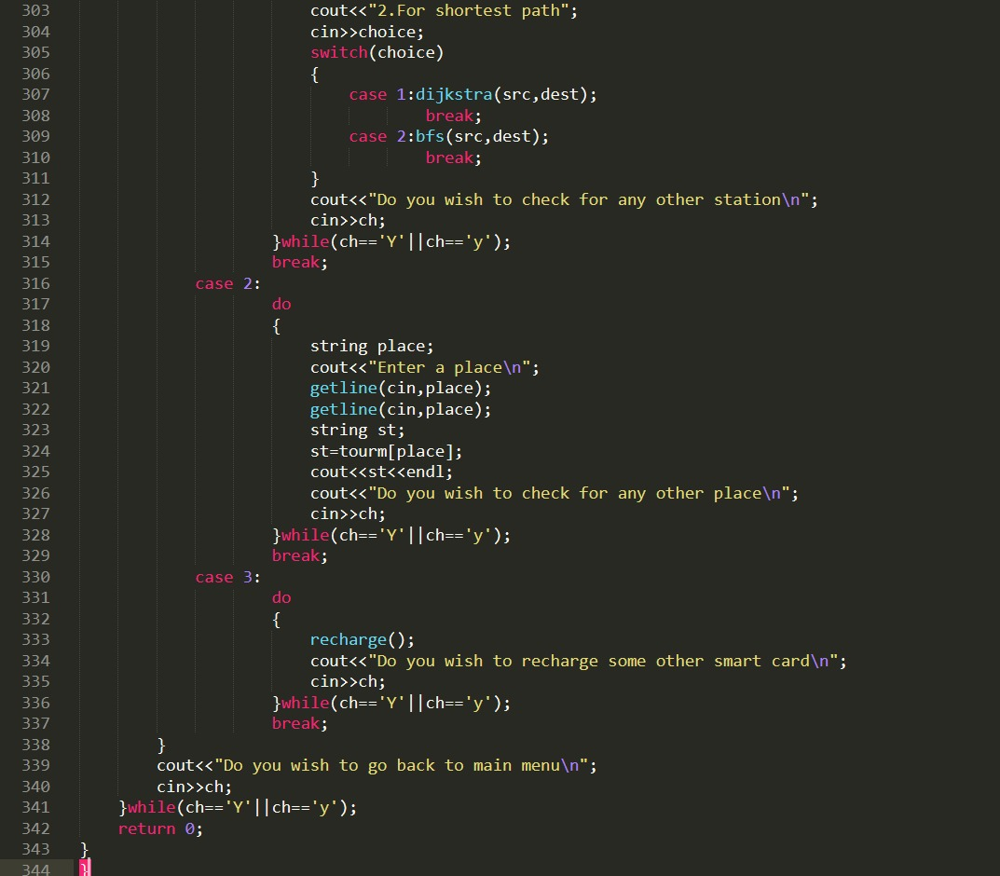 303 cout<<"2.For shortest path";
304 cin>>choice;
305 switch(choice)
306 {
307 case 1:dijkstra(src,dest);
308 break;
309 case 2:bfs(src,dest);
310 break;
311 }
312 cout<<"Do you wish to check for any other station\n";
313 cin>>ch;
314 }while(ch=='Y'||ch=='y');
315 break;
316 case 2:
317 do
318 {
319 string place;
320 cout<<"Enter a place\n";
321 getline(cin,place);
322 getline(cin,place);
323 string st;
324 st=tourm[place];
325 cout<<st<<endl;
326 cout<<"Do you wish to check for any other place\n";
327 cin>>ch;
328 }while(ch=='Y'||ch=='y');
329 break;
330 case 3:
331 do
332 {
333 recharge();
334 cout<<"Do you wish to recharge some other smart card\n";
335 cin>>ch;
336 }while(ch=='Y'||ch=='y');
337 break;
338 }
339 cout<<"Do you wish to go back to main menu\n";
340 cin>>ch;
341 }while(ch=='Y'||ch=='y');
342 return 0;
343 }
344 }